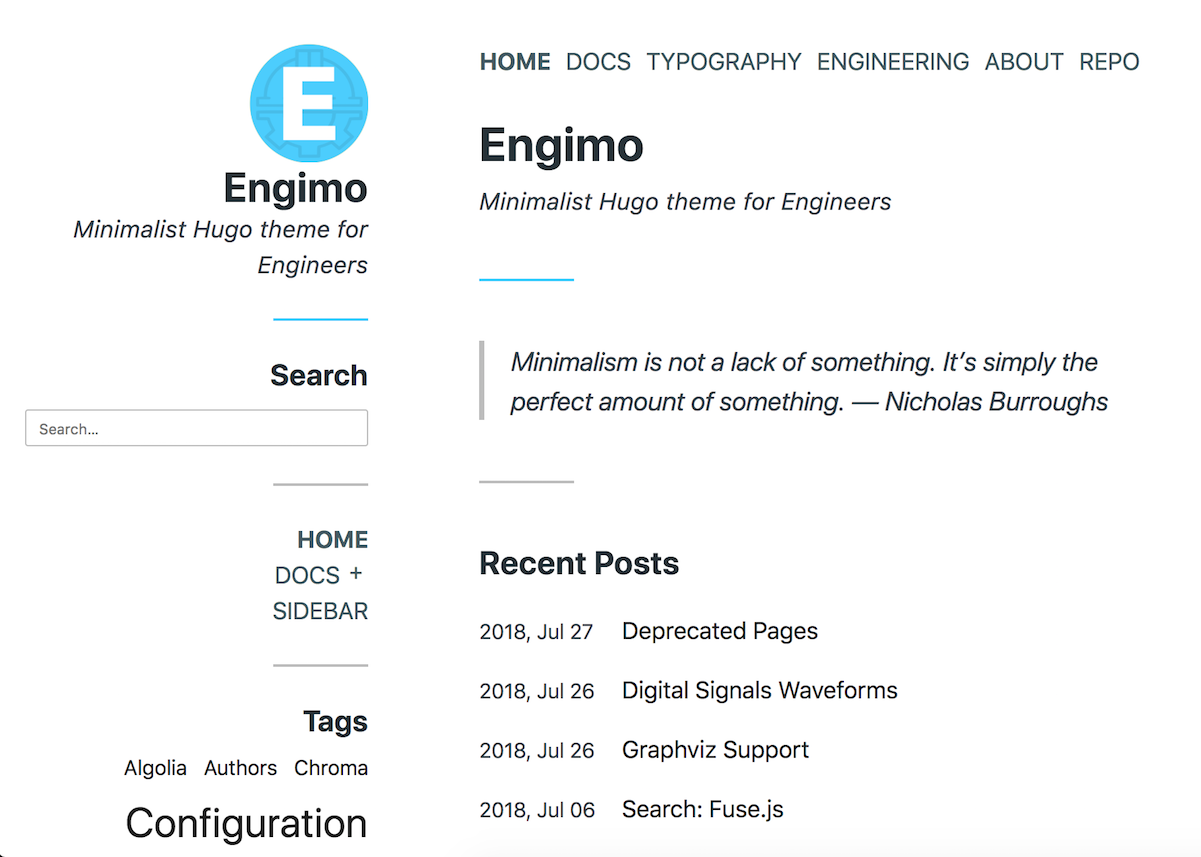 E
Engimo
Minimalist Hugo theme for
Engineers
Search
Search...
HOME
DOCS +
SIDEBAR
Tags
Algolia Authors Chroma
Configuration
HOME DOCS TYPOGRAPHY ENGINEERING ABOUT REPO
Engimo
Minimalist Hugo theme for Engineers
Minimalism is not a lack of something. It’s simply the
perfect amount of something. — Nicholas Burroughs
Recent Posts
2018, Jul 27 Deprecated Pages
2018, Jul 26 Digital Signals Waveforms
2018, Jul 26 Graphviz Support
2018, Jul 06 Search: Fuse.js